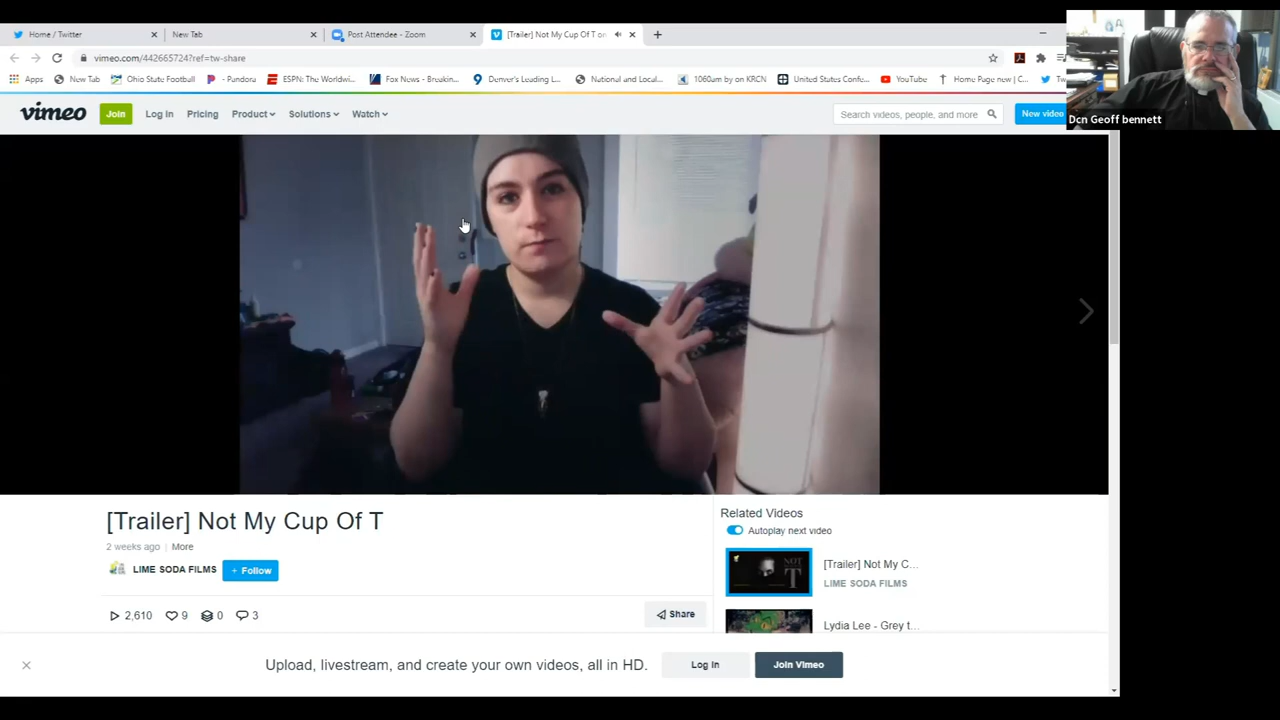 Home / Twitter
New Tab
Post Attendee - Zoom
[Trailer] Not My Cup Of T on
vimeo.com/442665724?ref=tw-share
Apps
New Tab
Ohio State Football
- Pandora
ESPN: The Worldwi...
Fox News - Breakin...
Denver's Leading L...
National and Local...
1060am by on KRCN
United States Confe...
YouTube
Home Page new | C...
Tw
Dcn Geoff bennett
vimeo
Join
Log In
Pricing
Product
Solutions
Watch
Search videos, people, and more
New video
[Trailer] Not My Cup Of T
2 weeks ago
More
LIME SODA FILMS
+ Follow
2,610
9
0
3
Share
Related Videos
Autoplay next video
NOT
T
[Trailer] Not My C...
LIME SODA FILMS
Lydia Lee - Grey t...
Upload, livestream, and create your own videos, all in HD.
Log In
Join Vimeo